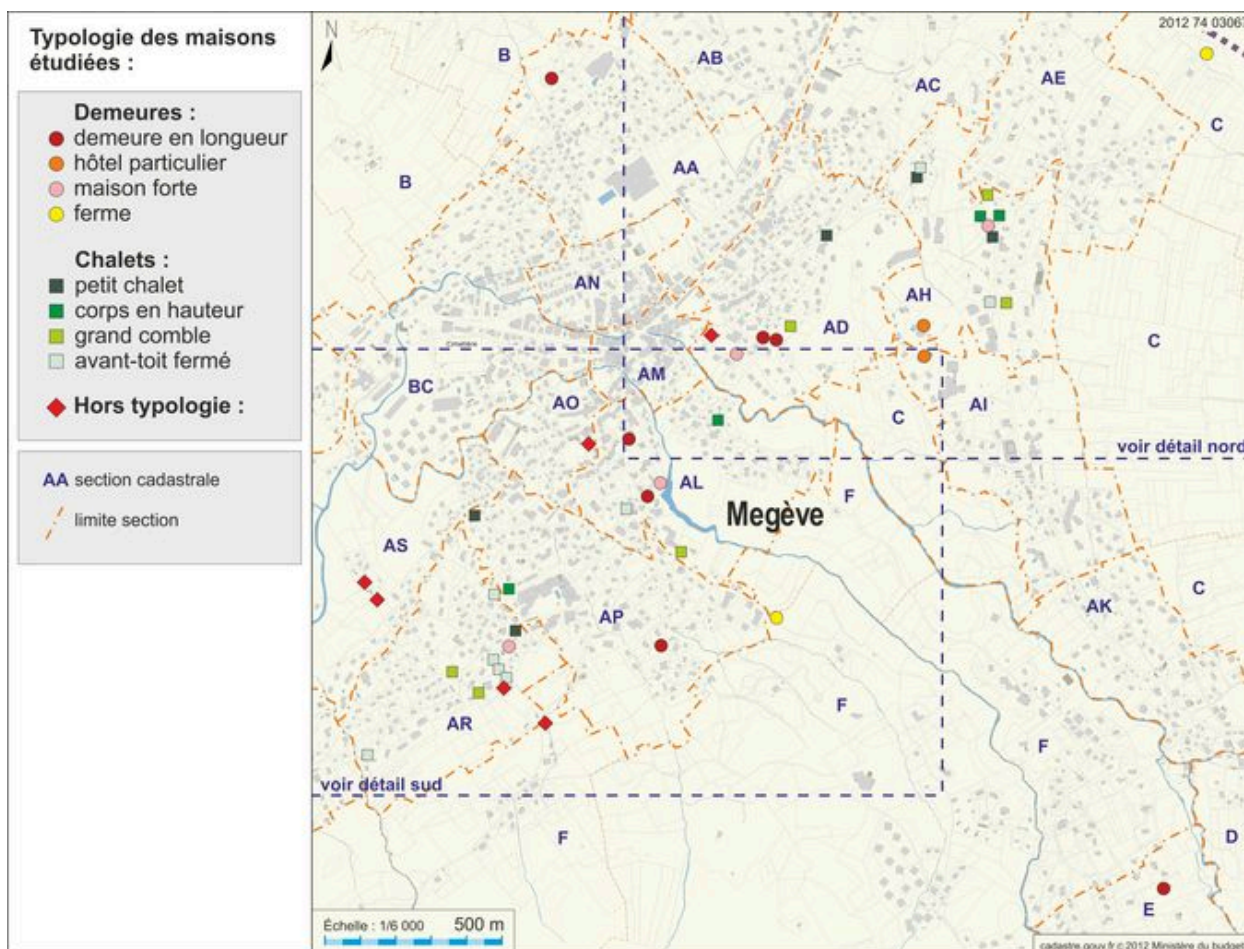 Typologie des maisons
étudiées :
Demeures :
demeure en longueur
hôtel particulier
maison forte
ferme
Chalets :
petit chalet
corps en hauteur
grand comble
avant-toit fermé
Hors typologie :
AA section cadastrale
limite section
N
2012 74 03067
B
AB
AC
AE
C
B
AA
AN
AH
AD
C
BC
AM
AO
C
AI
voir détail nord
AL
F
Megève
AS
AP
AK
C
F
AR
F
voir détail sud
F
D
E
Échelle : 1/6 000
500 m
cadastre.gouv.fr © 2012 Ministère du budget